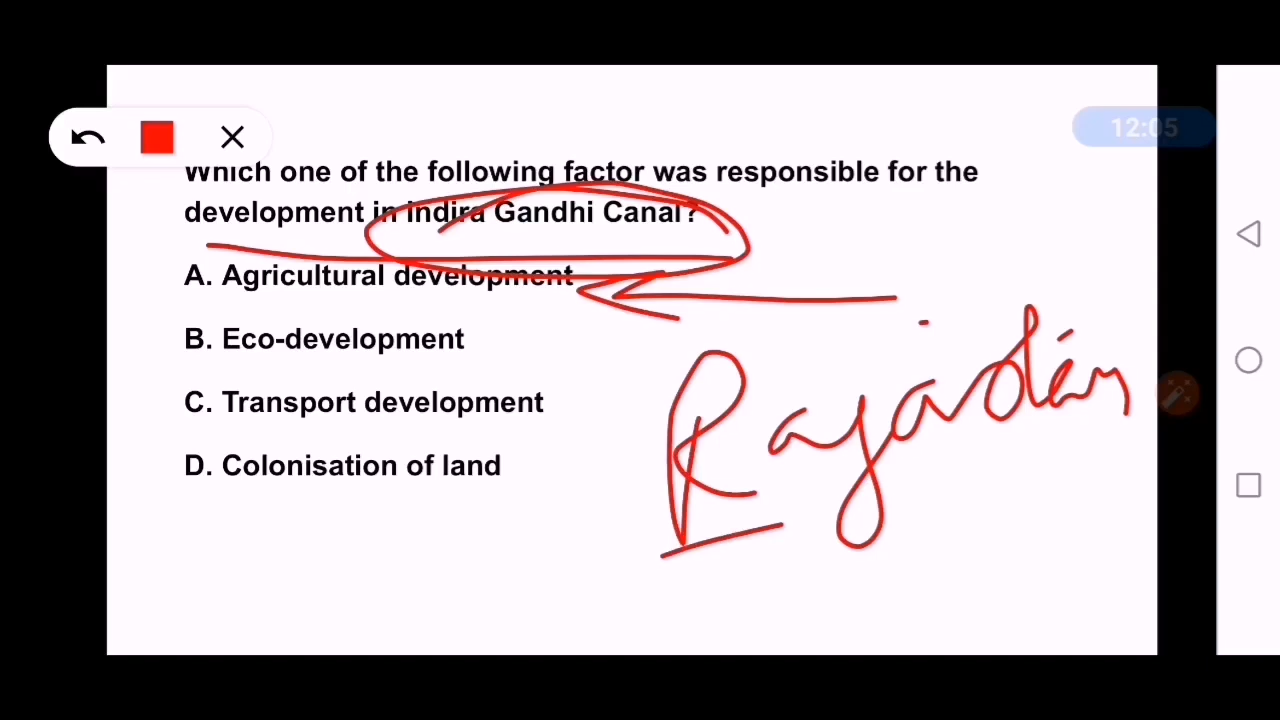 12:05
Which one of the following factor was responsible for the
development in Indira Gandhi Canal?
A. Agricultural development
B. Eco-development
C. Transport development
D. Colonisation of land